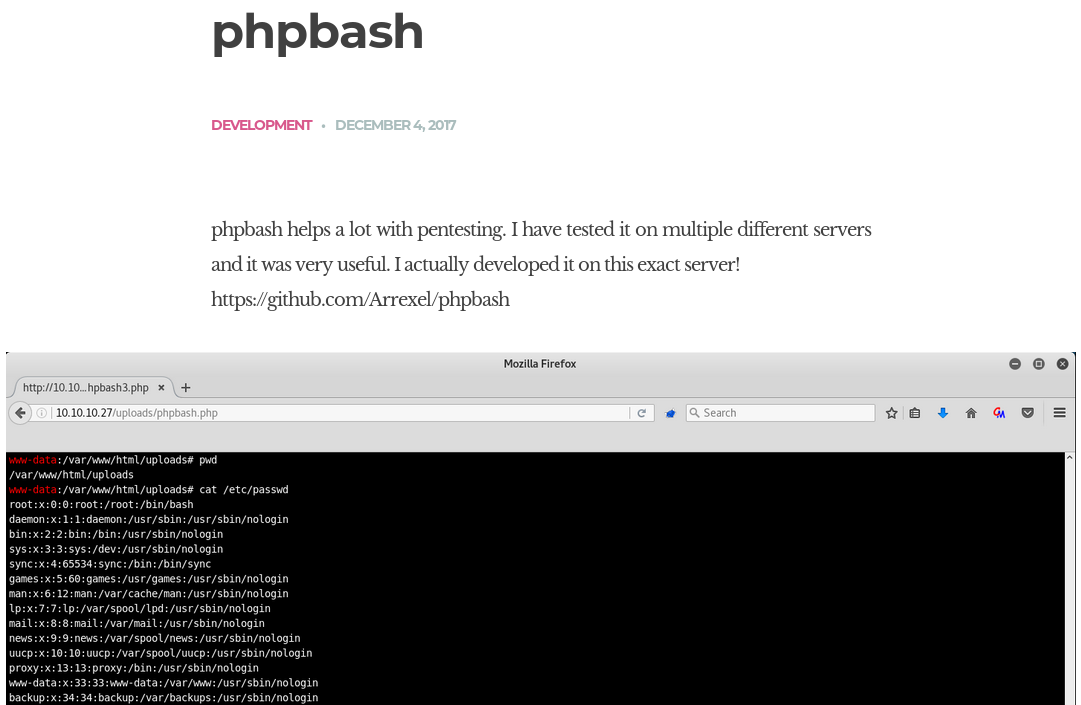 phpbash
DEVELOPMENT • DECEMBER 4, 2017
phpbash helps a lot with pentesting. I have tested it on multiple different servers
and it was very useful. I actually developed it on this exact server!
https://github.com/Arrexel/phpbash
Mozilla Firefox
http://10.10...hpbash3.php × +
10.10.10.27/uploads/phpbash.php Search
www-data:/var/www/html/uploads# pwd
/var/www/html/uploads
www-data:/var/www/html/uploads# cat /etc/passwd
root:x:0:0:root:/root:/bin/bash
daemon:x:1:1:daemon:/usr/sbin:/usr/sbin/nologin
bin:x:2:2:bin:/bin:/usr/sbin/nologin
sys:x:3:3:sys:/dev:/usr/sbin/nologin
sync:x:4:65534:sync:/bin:/bin/sync
games:x:5:60:games:/usr/games:/usr/sbin/nologin
man:x:6:12:man:/var/cache/man:/usr/sbin/nologin
lp:x:7:7:lp:/var/spool/lpd:/usr/sbin/nologin
mail:x:8:8:mail:/var/mail:/usr/sbin/nologin
news:x:9:9:news:/var/spool/news:/usr/sbin/nologin
uucp:x:10:10:uucp:/var/spool/uucp:/usr/sbin/nologin
proxy:x:13:13:proxy:/bin:/usr/sbin/nologin
www-data:x:33:33:www-data:/var/www:/usr/sbin/nologin
backup:x:34:34:backup:/var/backups:/usr/sbin/nologin